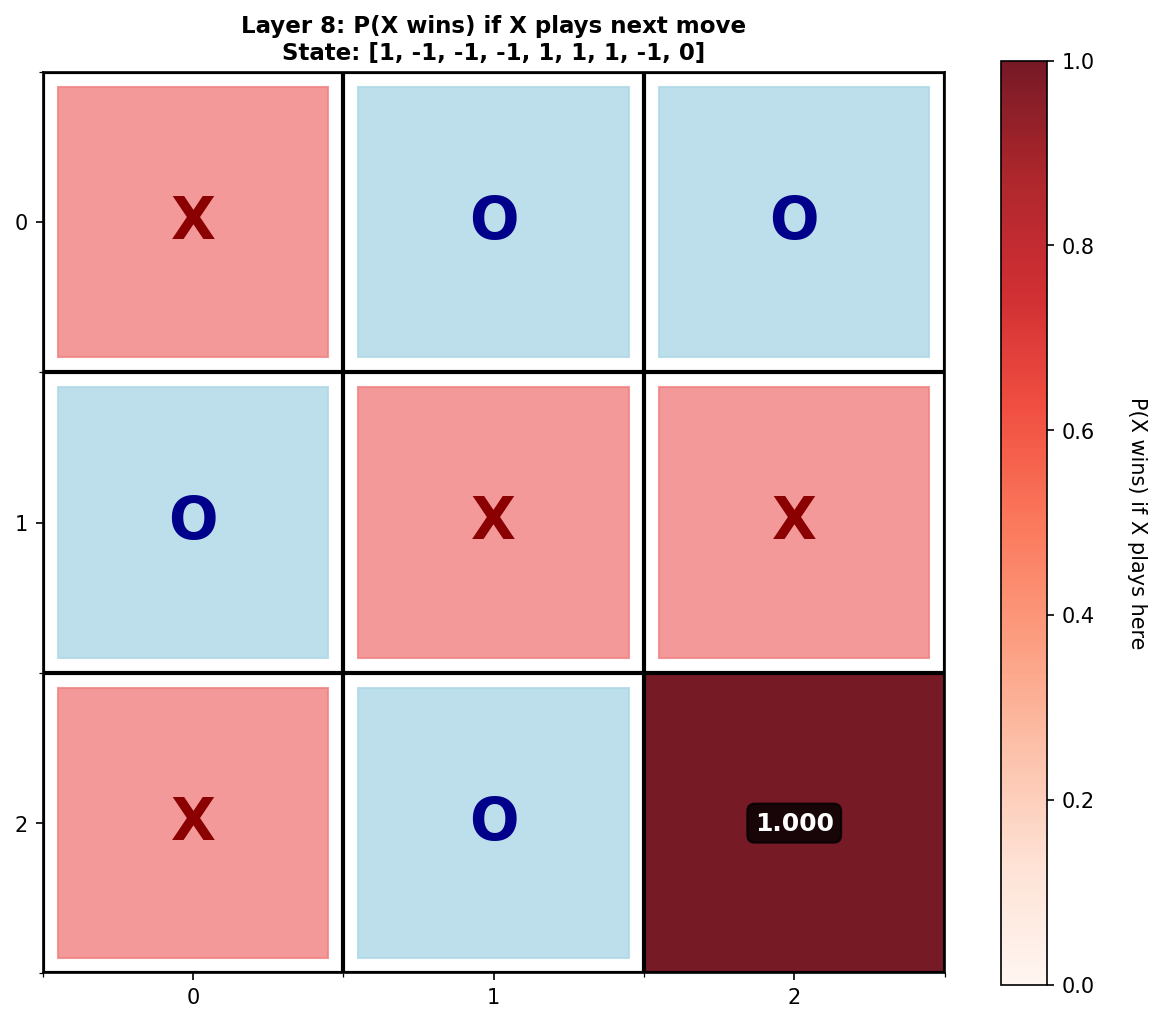 Layer 8: P(X wins) if X plays next move
State: [1, -1, -1, -1, 1, 1, 1, -1, 0]
0 X O O
1 O X X
2 X O 1.000
0 1 2
1.0
0.8
0.6
0.4
0.2
0.0
P(X wins) if X plays here